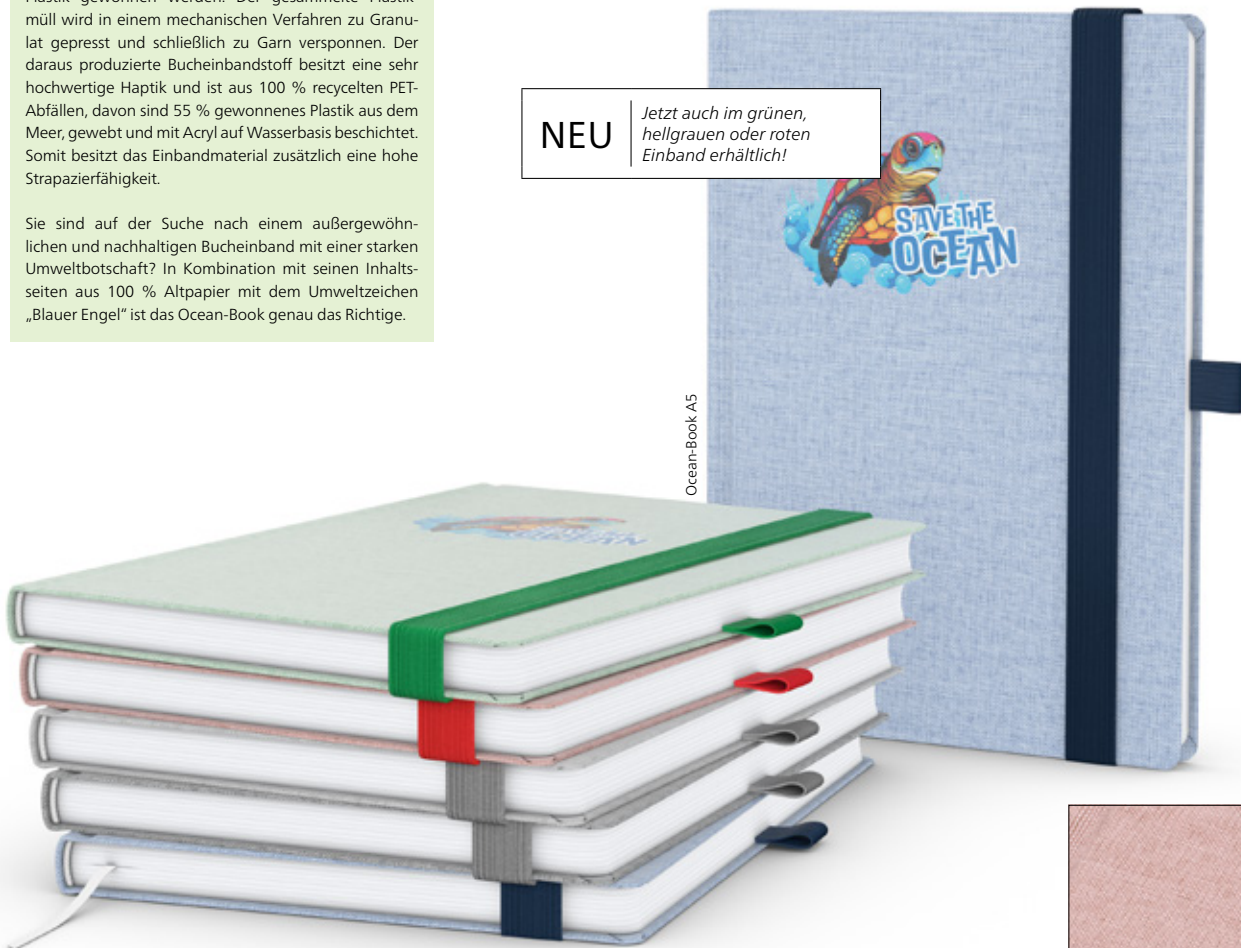 müll wird in einem mechanischen Verfahren zu Granu-
lat gepresst und schließlich zu Garn versponnen. Der
daraus produzierte Bucheinbandstoff besitzt eine sehr
hochwertige Haptik und ist aus 100 % recycelten PET-
Abfällen, davon sind 55 % gewonnenes Plastik aus dem
Meer, gewebt und mit Acryl auf Wasserbasis beschichtet.
Somit besitzt das Einbandmaterial zusätzlich eine hohe
Strapazierfähigkeit.
Sie sind auf der Suche nach einem außergewöhn-
lichen und nachhaltigen Bucheinband mit einer starken
Umweltbotschaft? In Kombination mit seinen Inhalts-
seiten aus 100 % Altpapier mit dem Umweltzeichen
„Blauer Engel“ ist das Ocean-Book genau das Richtige.
NEU
Jetzt auch im grünen,
hellgrauen oder roten
Einband erhältlich!
SAVE THE
OCEAN
Ocean-Book A5
SAVE THE
OCEAN